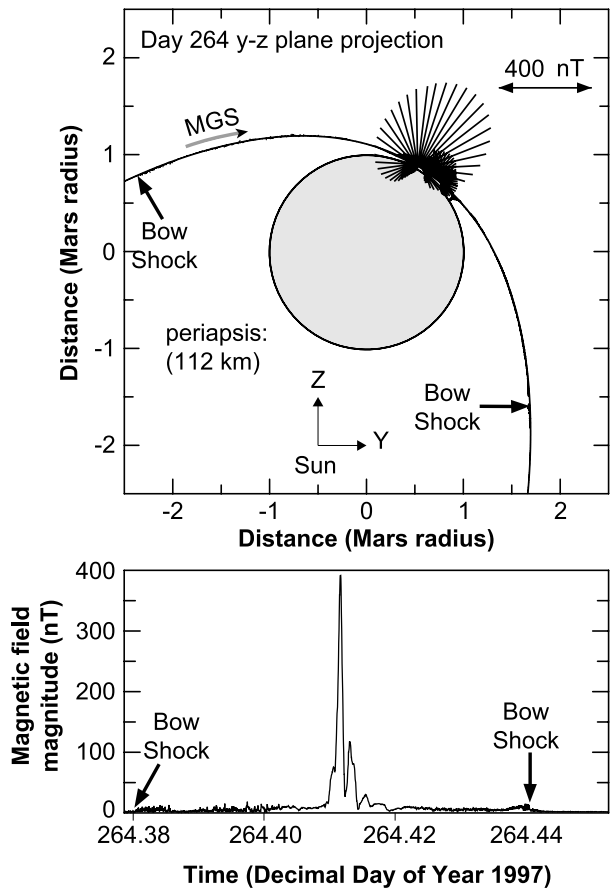 Day 264 y-z plane projection
400 nT
MGS
Bow
Shock
periapsis:
(112 km)
Z
Y
Sun
Bow
Shock
2
1
0
-1
-2
Distance (Mars radius)
-2
-1
0
1
2
Distance (Mars radius)
400
300
200
100
0
Magnetic field
magnitude (nT)
Bow
Shock
Bow
Shock
264.38
264.40
264.42
264.44
Time (Decimal Day of Year 1997)